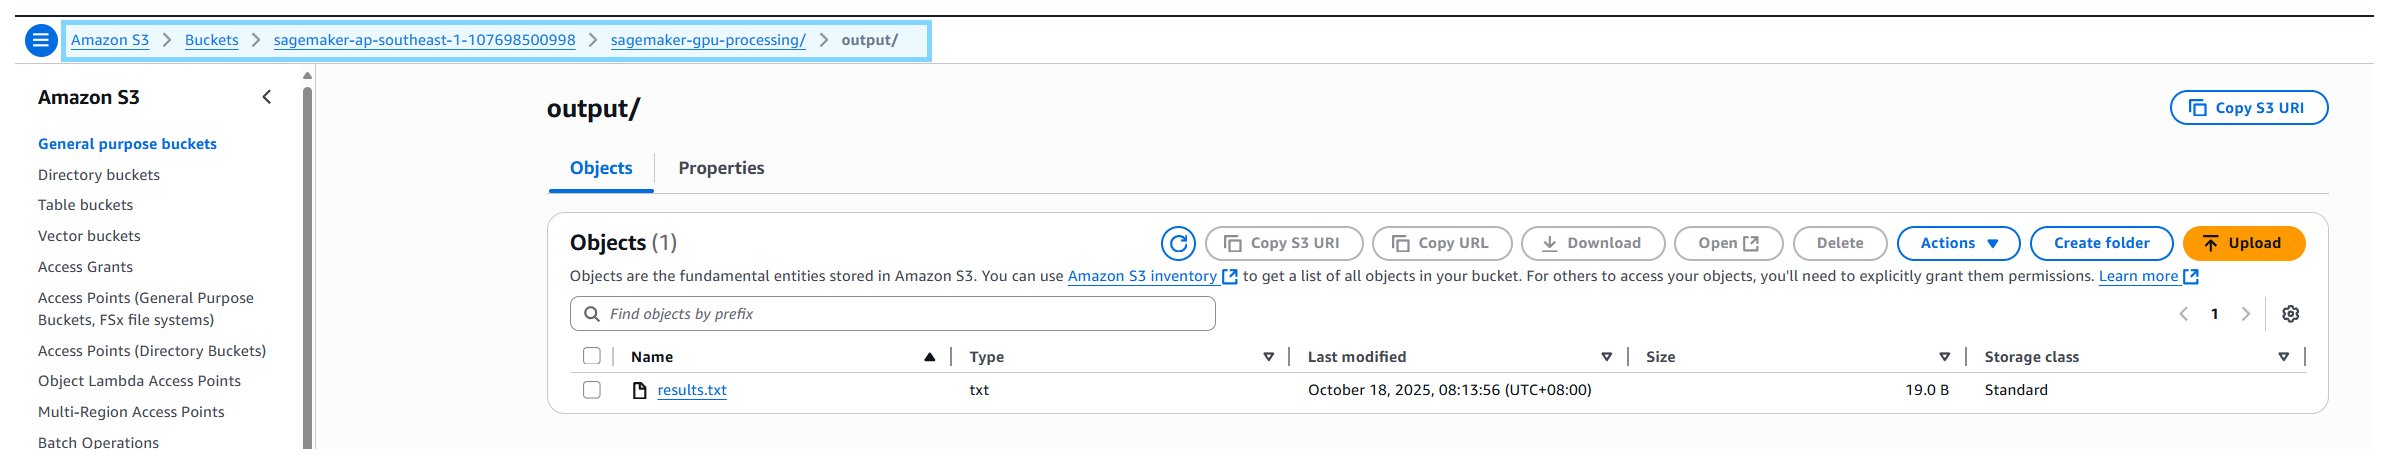 Amazon S3 > Buckets > sagemaker-ap-southeast-1-107698500998 > sagemaker-gpu-processing/ > output/
Amazon S3
General purpose buckets
Directory buckets
Table buckets
Vector buckets
Access Grants
Access Points (General Purpose
Buckets, FSx file systems)
Access Points (Directory Buckets)
Object Lambda Access Points
Multi-Region Access Points
Batch Operations
output/
Copy S3 URI
Objects Properties
Objects (1)
Copy S3 URI Copy URL Download Open Delete Actions Create folder Upload
Objects are the fundamental entities stored in Amazon S3. You can use Amazon S3 inventory to get a list of all objects in your bucket. For others to access your objects, you'll need to explicitly grant them permissions. Learn more
Find objects by prefix
1
Name Type Last modified Size Storage class
results.txt txt October 18, 2025, 08:13:56 (UTC+08:00) 19.0 B Standard